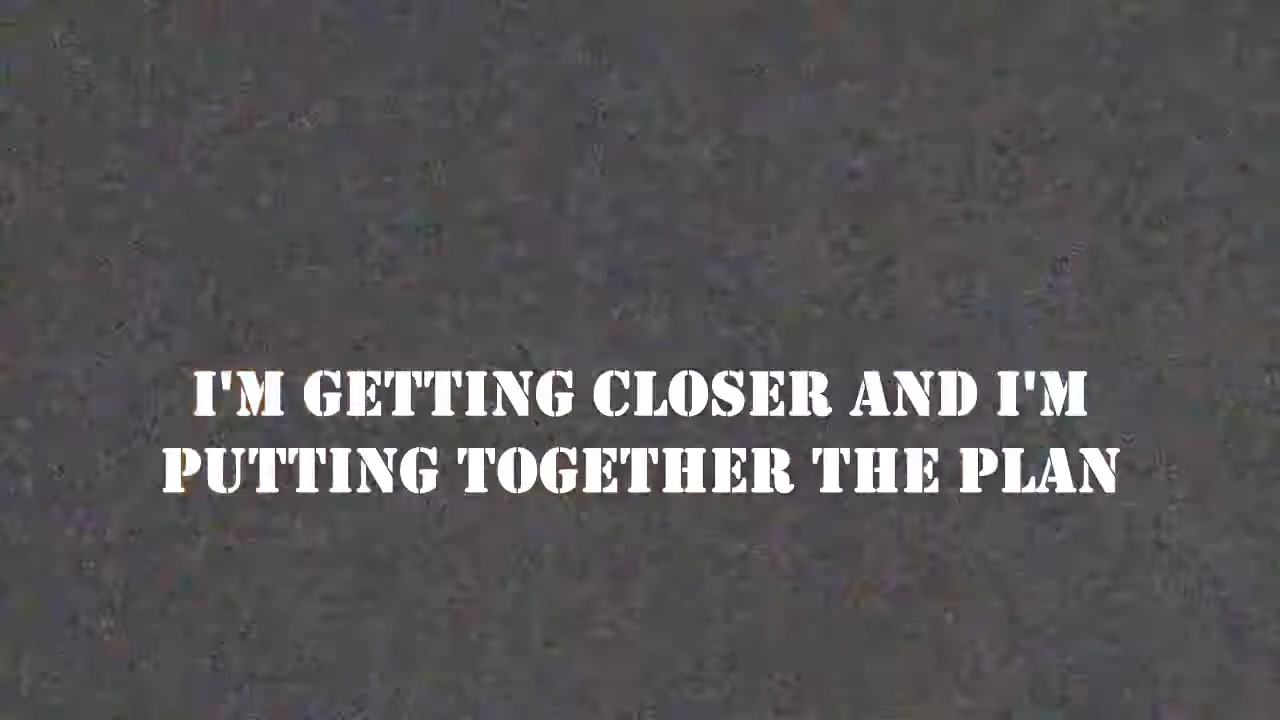 I'M GETTING CLOSER AND I'M
PUTTING TOGETHER THE PLAN